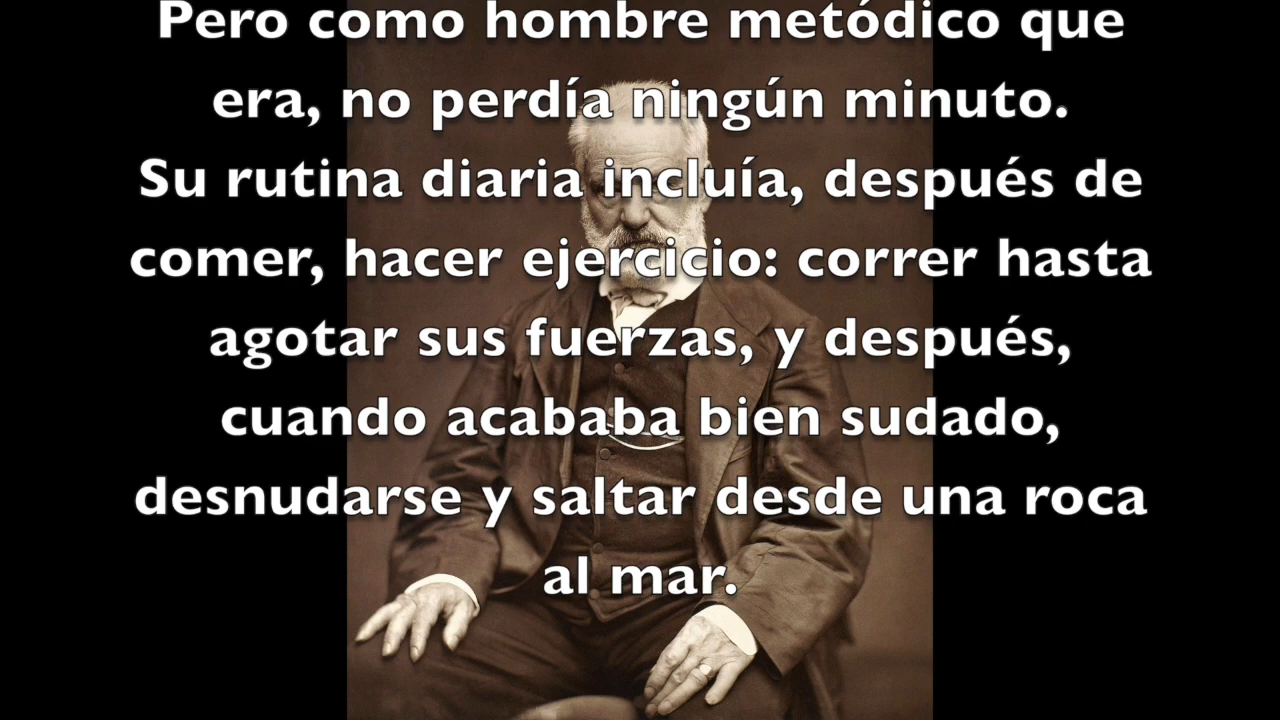 Pero como hombre metódico que
era, no perdía ningún minuto.
Su rutina diaria incluía, después de
comer, hacer ejercicio: correr hasta
agotar sus fuerzas, y después,
cuando acababa bien sudado,
desnudarse y saltar desde una roca
al mar.